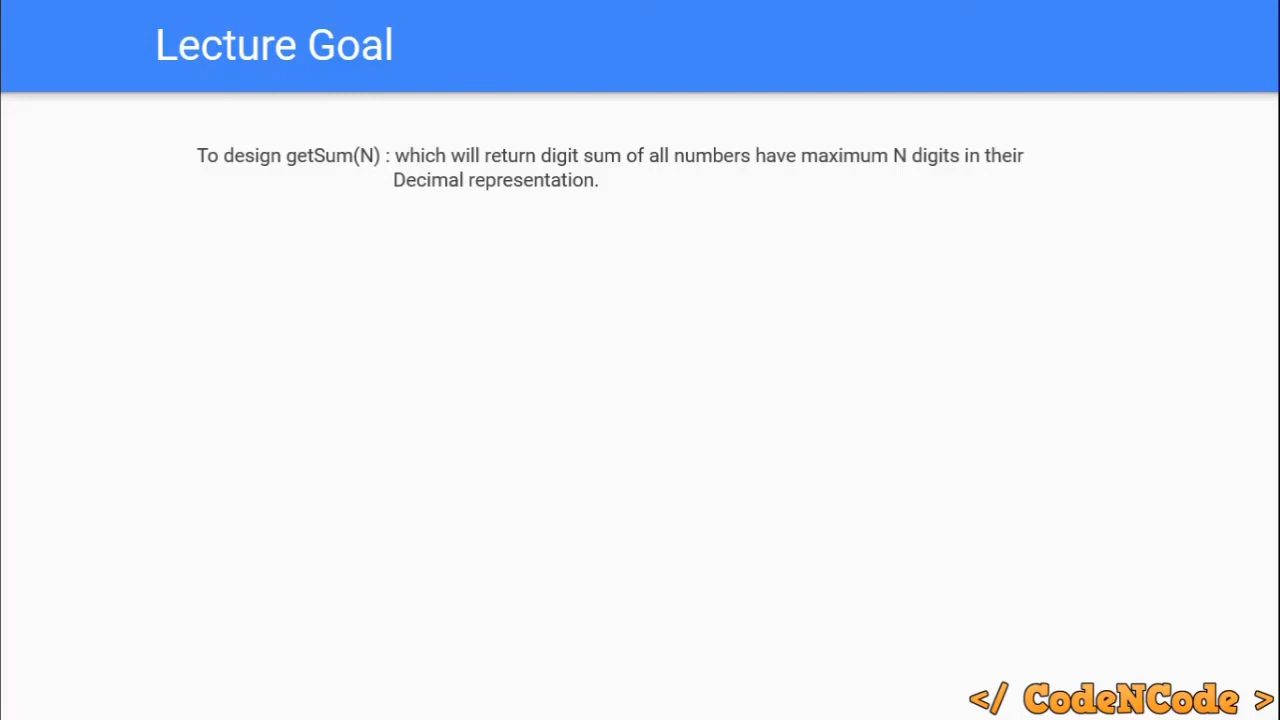 Lecture Goal
To design getSum(N) : which will return digit sum of all numbers have maximum N digits in their
Decimal representation.
</ CodeNCode >